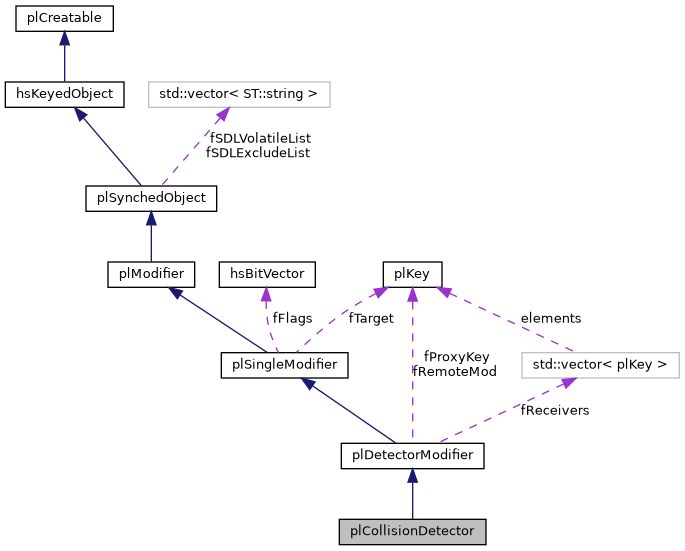 plCreatable
hsKeyedObject
std::vector< ST::string >
fSDLVolatileList
fSDLExcludeList
plSynchedObject
plModifier
hsBitVector
plKey
fFlags
fTarget
elements
fProxyKey
fRemoteMod
plSingleModifier
std::vector< plKey >
fReceivers
plDetectorModifier
plCollisionDetector